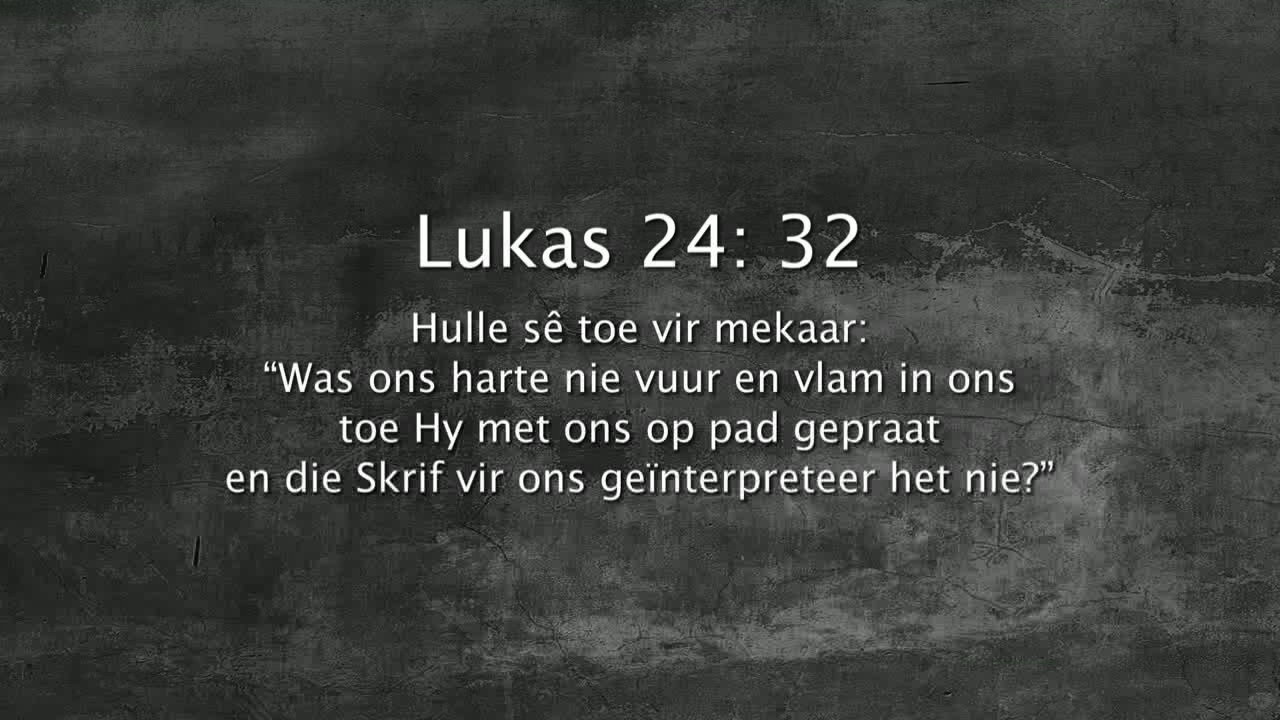 Lukas 24: 32
Hulle sê toe vir mekaar:
“Was ons harte nie vuur en vlam in ons
toe Hy met ons op pad gepraat
en die Skrif vir ons geïnterpreteer het nie?”